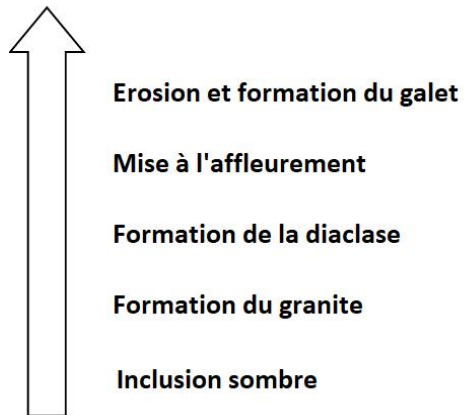 Erosion et formation du galet
Mise à l'affleurement
Formation de la diaclase
Formation du granite
Inclusion sombre